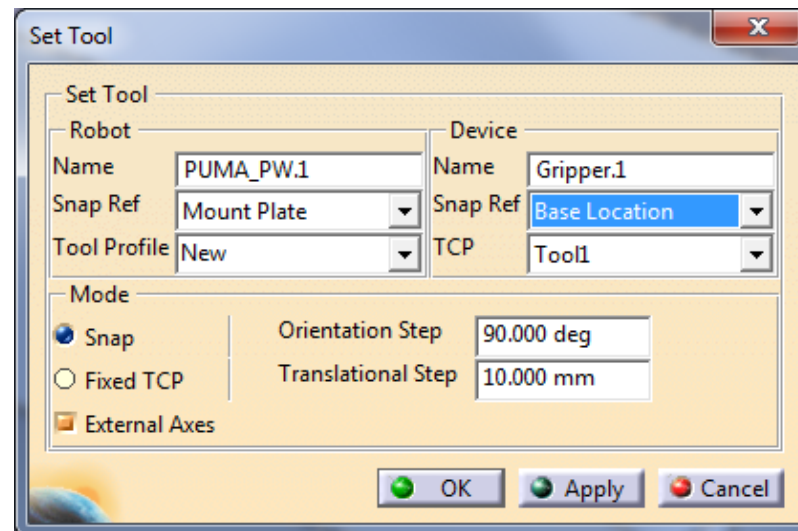 Set Tool
Set Tool
Robot
Device
Name PUMA_PW.1 Name Gripper.1
Snap Ref Mount Plate Snap Ref Base Location
Tool Profile New TCP Tool1
Mode
Snap Orientation Step 90.000 deg
Fixed TCP Translational Step 10.000 mm
External Axes
OK Apply Cancel